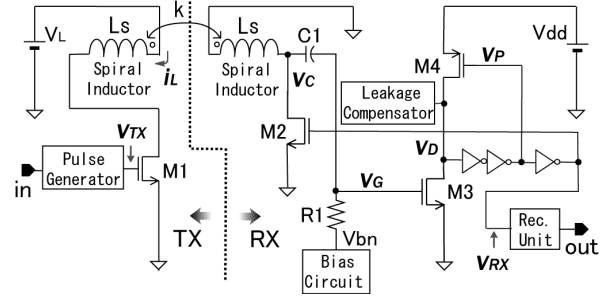 k
VL
Ls
Ls
C1
Vdd
Spiral
Inductor
iL
Spiral
Inductor
VC
M4
VP
Leakage
Compensator
M2
VTX
VD
Pulse
Generator
M1
in
VG
M3
R1
TX
RX
Vbn
Bias
Circuit
VRX
Rec.
Unit
out